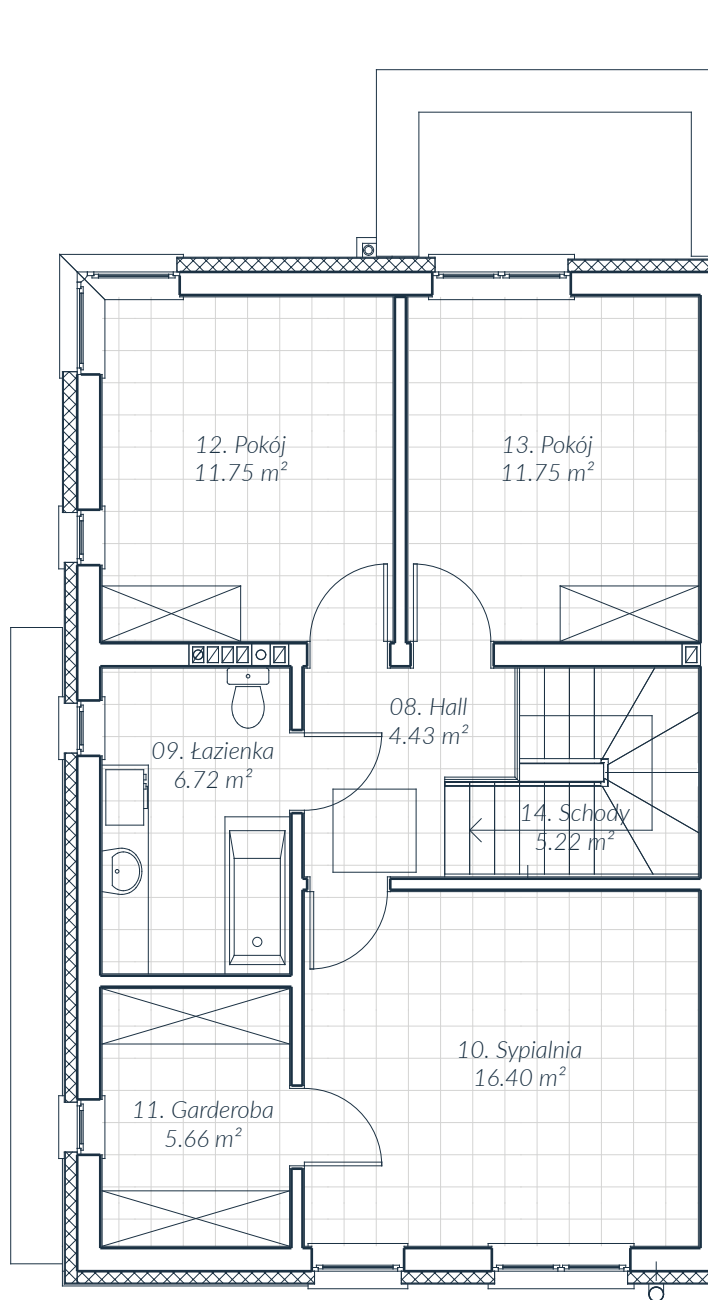 12. Pokój
11.75 m²
13. Pokój
11.75 m²
08. Hall
4.43 m²
09. Łazienka
6.72 m²
14. Schody
5.22 m²
10. Sypialnia
16.40 m²
11. Garderoba
5.66 m²